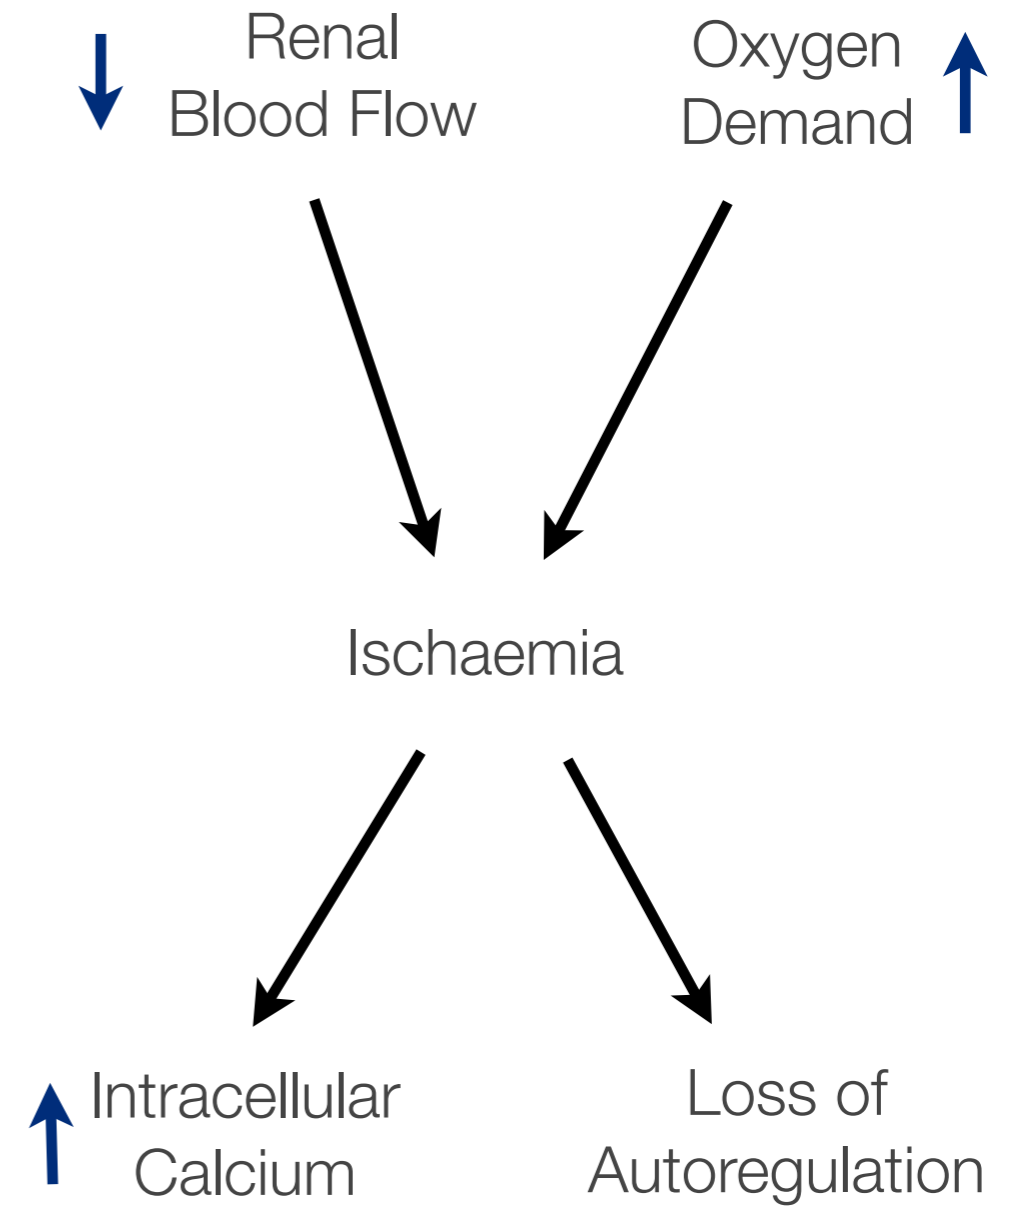 Renal
Blood Flow
Oxygen
Demand
Ischaemia
Intracellular
Calcium
Loss of
Autoregulation